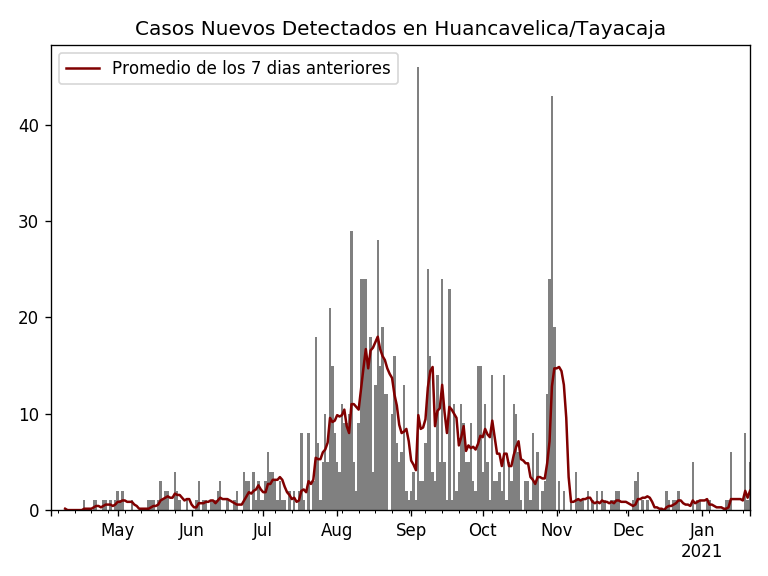 Casos Nuevos Detectados en Huancavelica/Tayacaja
Promedio de los 7 dias anteriores
40
30
20
10
0
May Jun Jul Aug Sep Oct Nov Dec Jan
2021